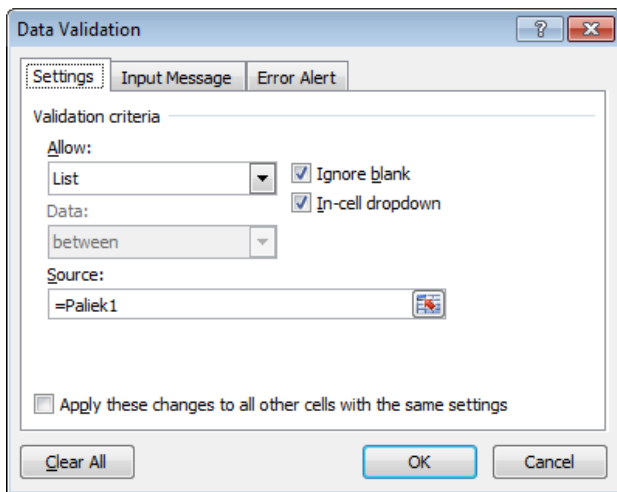 Data Validation
Settings Input Message Error Alert
Validation criteria
Allow:
List
Ignore blank
Data:
In-cell dropdown
between
Source:
=Paliek1
Apply these changes to all other cells with the same settings
Clear All OK Cancel